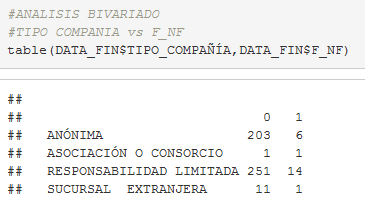 #ANALISIS BIVARIADO
#TIPO COMPANIA vs F_NF
table(DATA_FIN$TIPO_COMPAÑÍA,DATA_FIN$F_NF)
##
##                             0   1
##   ANÓNIMA                 203   6
##   ASOCIACIÓN O CONSORCIO    1   1
##   RESPONSABILIDAD LIMITADA 251  14
##   SUCURSAL  EXTRANJERA     11   1